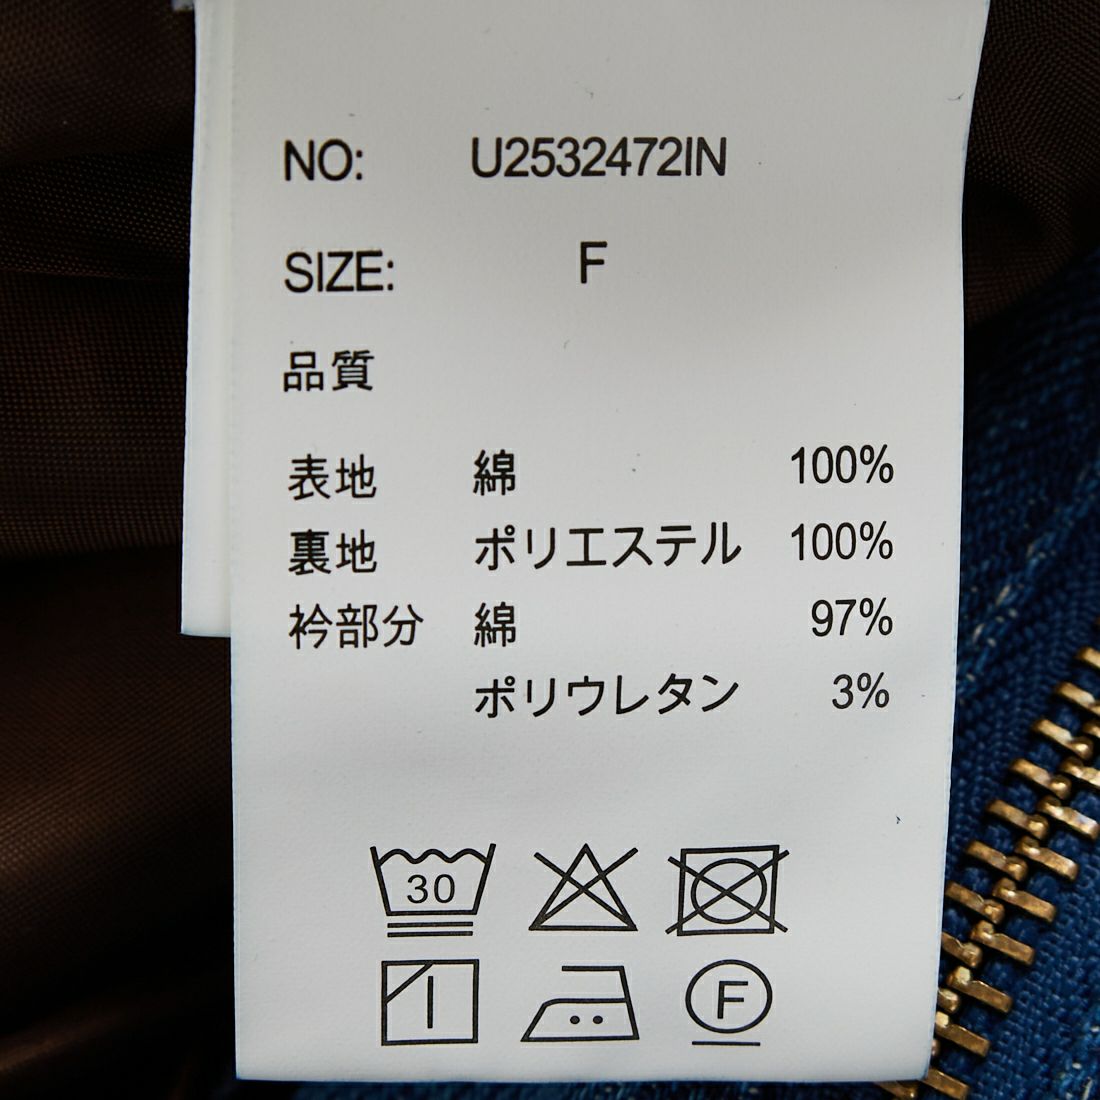 NO: U2532472IN
SIZE: F
品質
表地 綿 100%
裏地 ポリエステル 100%
衿部分 綿 97%
ポリウレタン 3%
30
F